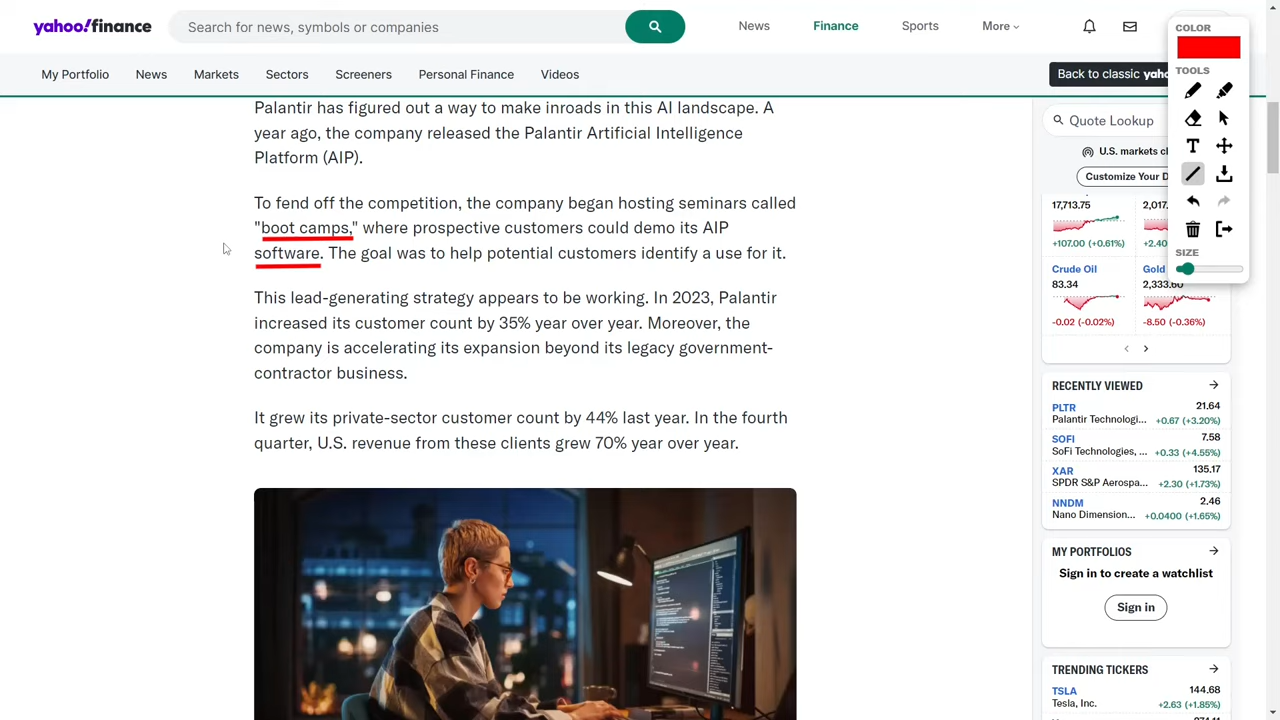 yahoo!finance
Search for news, symbols or companies
News
Finance
Sports
More
COLOR
TOOLS
T
SIZE
My Portfolio
News
Markets
Sectors
Screeners
Personal Finance
Videos
Back to classic yaho
Palantir has figured out a way to make inroads in this AI landscape. A
year ago, the company released the Palantir Artificial Intelligence
Platform (AIP).
To fend off the competition, the company began hosting seminars called
"boot camps," where prospective customers could demo its AIP
software. The goal was to help potential customers identify a use for it.
This lead-generating strategy appears to be working. In 2023, Palantir
increased its customer count by 35% year over year. Moreover, the
company is accelerating its expansion beyond its legacy government-
contractor business.
It grew its private-sector customer count by 44% last year. In the fourth
quarter, U.S. revenue from these clients grew 70% year over year.
Quote Lookup
U.S. markets cl
Customize Your D
17,713.75 2,017.
+107.00 (+0.61%) +2.40
Crude Oil Gold
83.34 2,333.60
-0.02 (-0.02%) -8.50 (-0.36%)
RECENTLY VIEWED
PLTR 21.64
Palantir Technologi... +0.67 (+3.20%)
SOFI 7.58
SoFi Technologies, ... +0.33 (+4.55%)
XAR 135.17
SPDR S&P Aerospa... +2.30 (+1.73%)
NNDM 2.46
Nano Dimension... +0.0400 (+1.65%)
MY PORTFOLIOS
Sign in to create a watchlist
Sign in
TRENDING TICKERS
TSLA 144.68
Tesla, Inc. +2.63 (+1.85%)